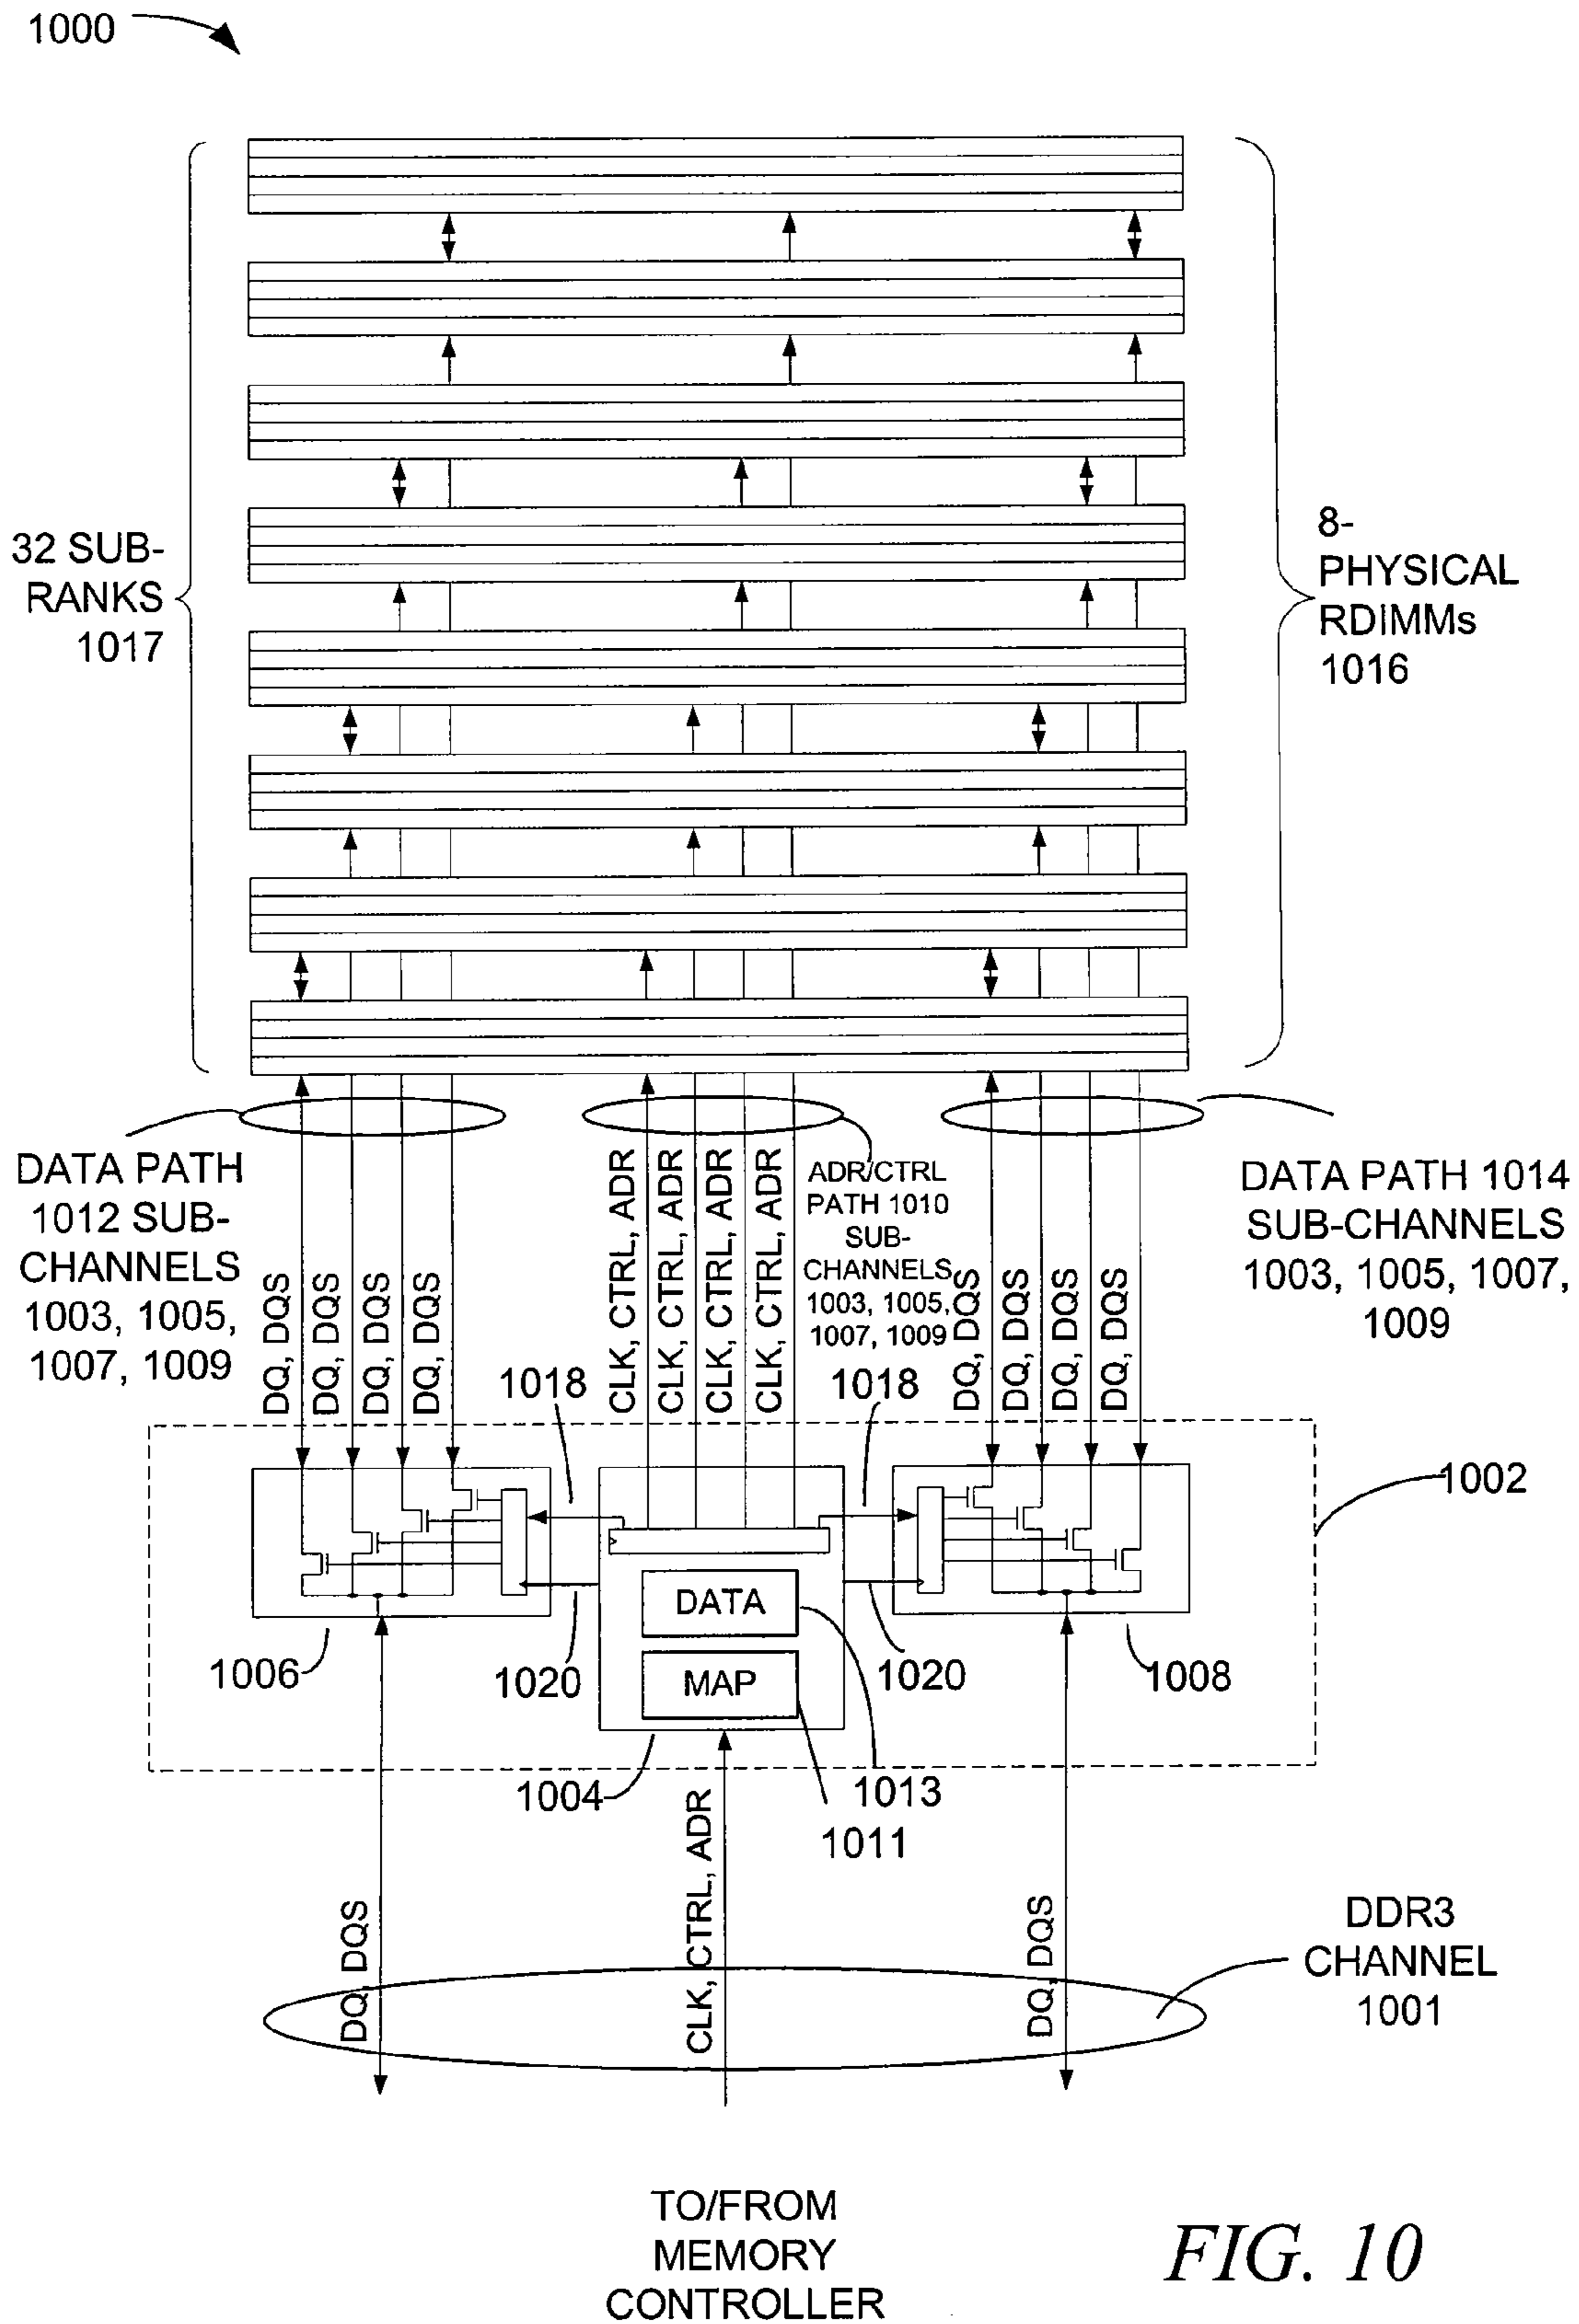 1000
32 SUB-
RANKS
1017
8-
PHYSICAL
RDIMMs
1016
DATA PATH
1012 SUB-
CHANNELS
1003, 1005,
1007, 1009
DQ, DQS
DQ, DQS
DQ, DQS
DQ, DQS
CLK, CTRL, ADR
CLK, CTRL, ADR
CLK, CTRL, ADR
CLK, CTRL, ADR
ADR/CTRL
PATH 1010
SUB-
CHANNELS
1003, 1005,
1007, 1009
DQ, DQS
DQ, DQS
DQ, DQS
DQ, DQS
DATA PATH 1014
SUB-CHANNELS
1003, 1005, 1007,
1009
1018
1018
1002
DATA
MAP
1006
1020
1020
1008
1004
1013
1011
DQ, DQS
CLK, CTRL, ADR
DQ, DQS
DDR3
CHANNEL
1001
TO/FROM
MEMORY
CONTROLLER
FIG. 10